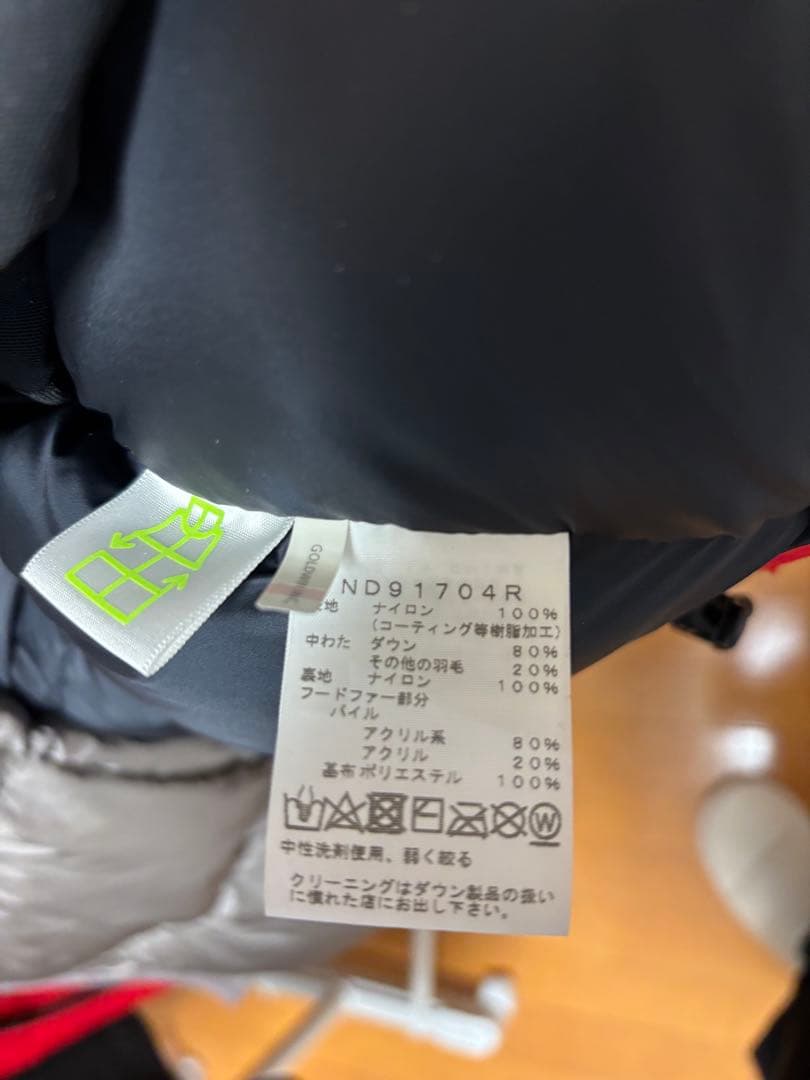 GOLDWIN
ND91704R
地 ナイロン 100%
(コーティング等樹脂加工)
中わた ダウン 80%
その他の羽毛 20%
裏地 ナイロン 100%
フードファー部分
パイル
アクリル系 80%
アクリル 20%
基布 ポリエステル 100%
W
中性洗剤使用、弱く絞る
クリーニングはダウン製品の扱い
に慣れた店にお出し下さい。